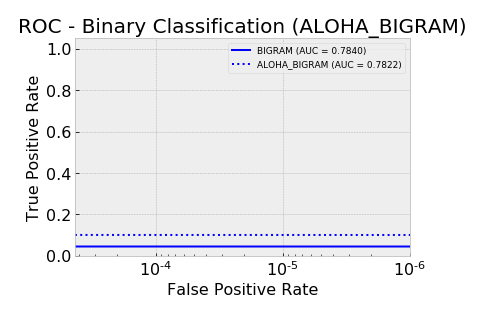 ROC - Binary Classification (ALOHA_BIGRAM)
BIGRAM (AUC = 0.7840)
ALOHA_BIGRAM (AUC = 0.7822)
True Positive Rate
1.0
0.8
0.6
0.4
0.2
0.0
10⁻⁴ 10⁻⁵ 10⁻⁶
False Positive Rate